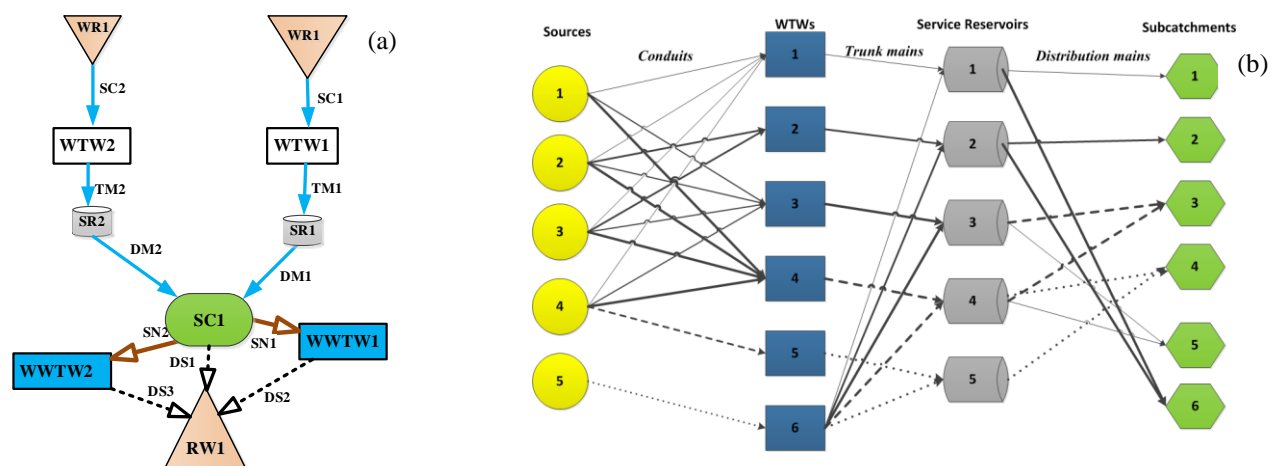 WR1
WR1
(a)
SC2
SC1
WTW2
WTW1
TM2
TM1
SR2
SR1
DM2
DM1
SC1
SN2
SN1
WWTW1
WWTW2
DS1
DS3
DS2
RW1
Sources
WTWs
Service Reservoirs
Subcatchments
Conduits
Trunk mains
Distribution mains
(b)
1
2
3
4
5
1
2
3
4
5
6
1
2
3
4
5
1
2
3
4
5
6